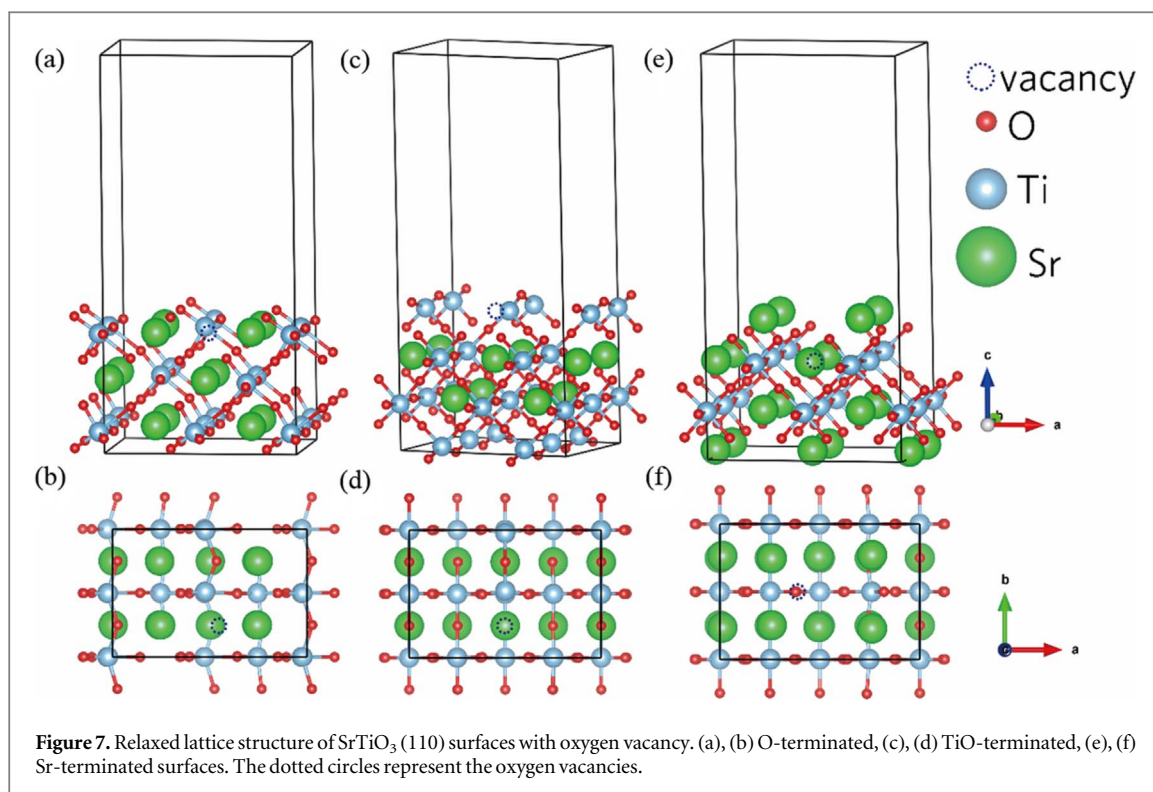 (a)
(c)
(e)
vacancy
O
Ti
Sr
c
b
a
(b)
(d)
(f)
b
c
a
Figure 7. Relaxed lattice structure of SrTiO₃ (110) surfaces with oxygen vacancy. (a), (b) O-terminated, (c), (d) TiO-terminated, (e), (f)
Sr-terminated surfaces. The dotted circles represent the oxygen vacancies.